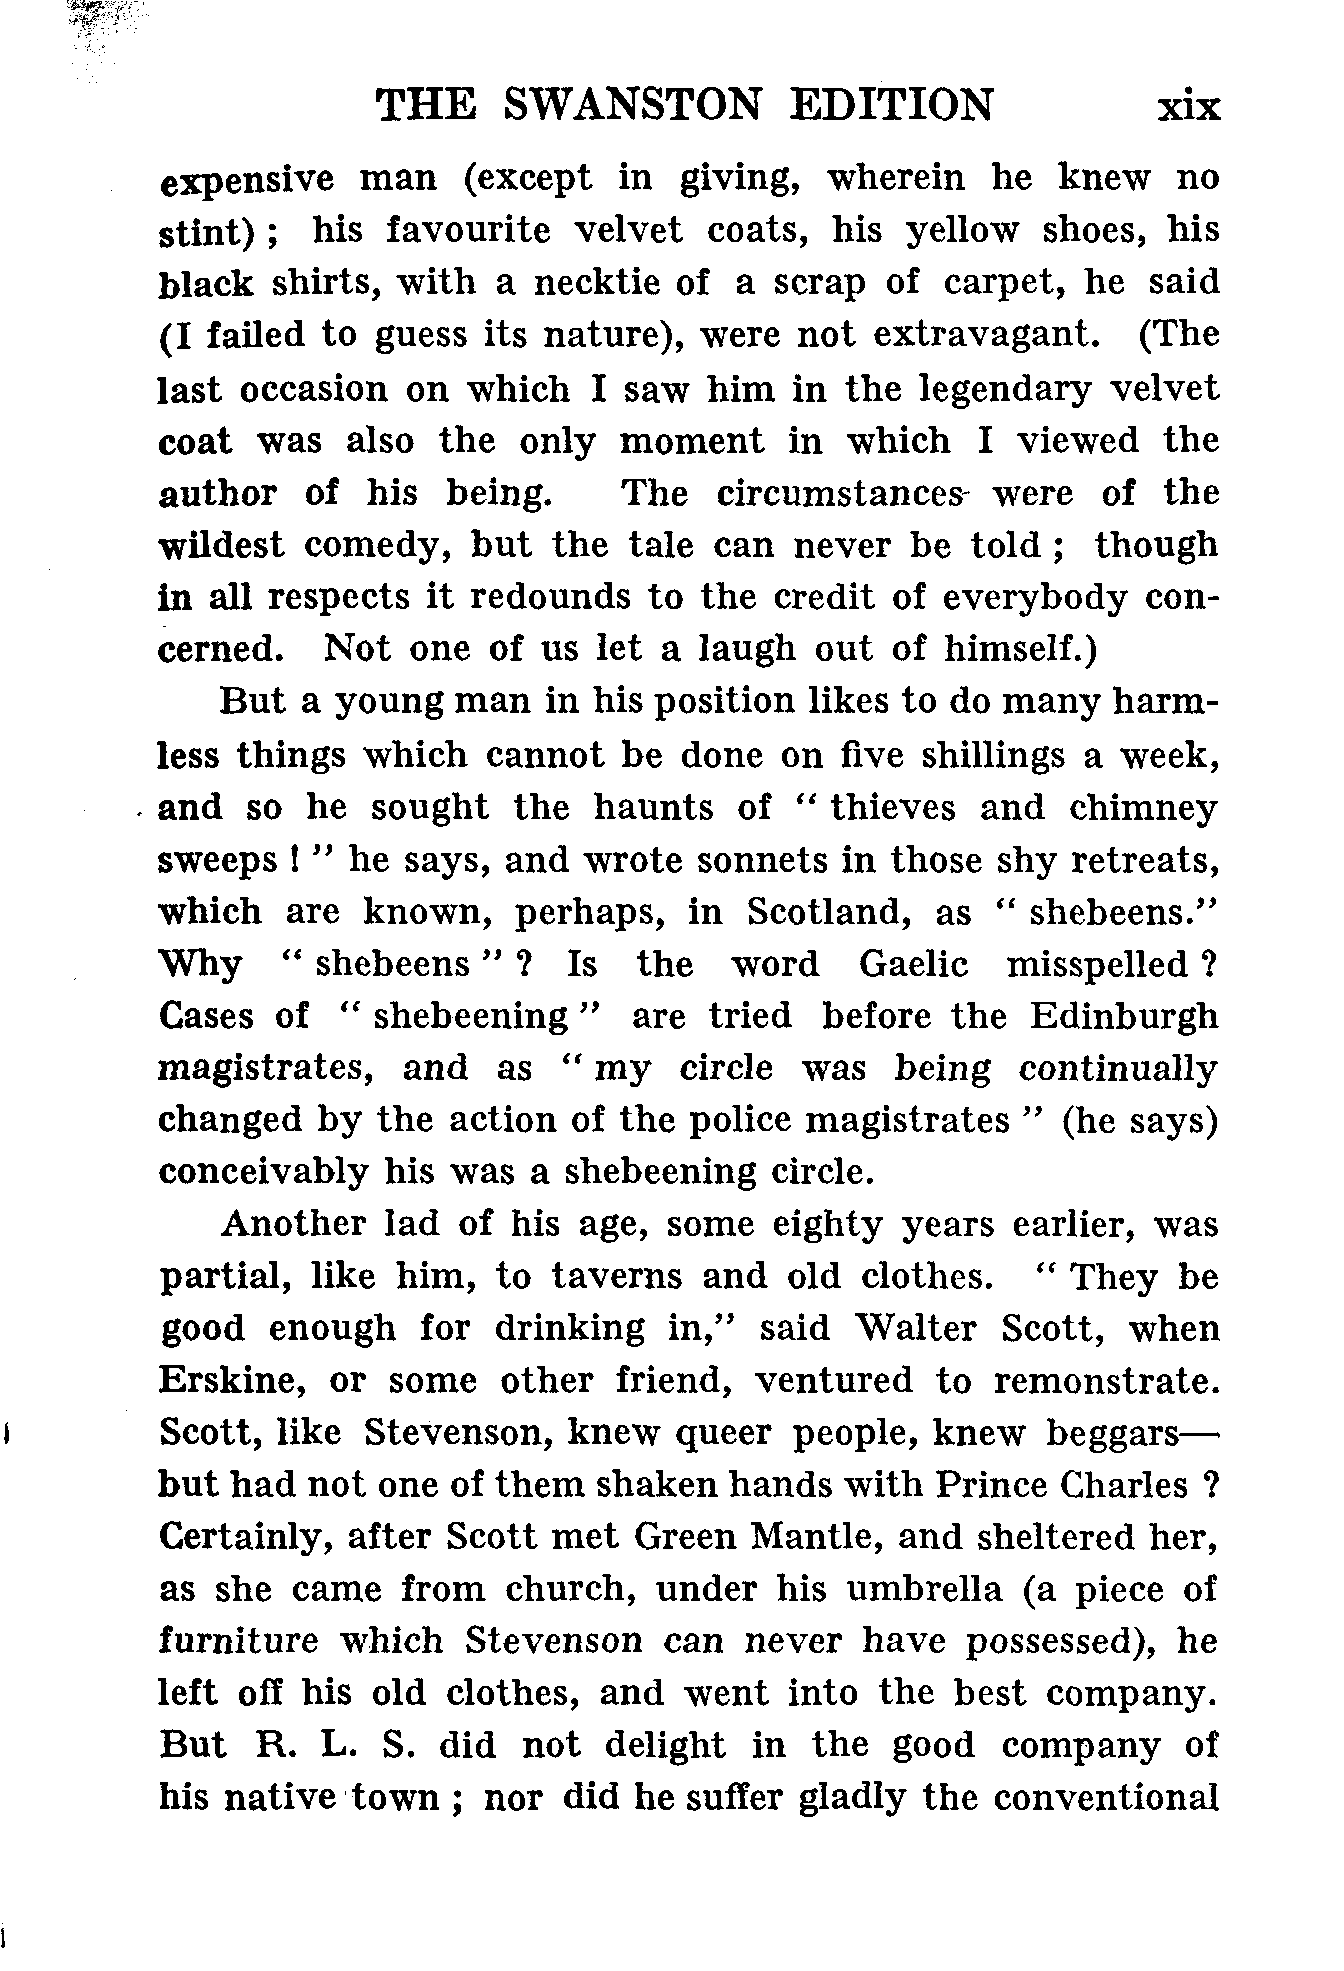 THE SWANSTON EDITION xix
expensive man (except in giving, wherein he knew no
stint) ; his favourite velvet coats, his yellow shoes, his
black shirts, with a necktie of a scrap of carpet, he said
(I failed to guess its nature), were not extravagant. (The
last occasion on which I saw him in the legendary velvet
coat was also the only moment in which I viewed the
author of his being. The circumstances were of the
wildest comedy, but the tale can never be told ; though
in all respects it redounds to the credit of everybody con-
cerned. Not one of us let a laugh out of himself.)
But a young man in his position likes to do many harm-
less things which cannot be done on five shillings a week,
and so he sought the haunts of “ thieves and chimney
sweeps ! ” he says, and wrote sonnets in those shy retreats,
which are known, perhaps, in Scotland, as “ shebeens.”
Why “ shebeens ” ? Is the word Gaelic misspelled ?
Cases of “ shebeening ” are tried before the Edinburgh
magistrates, and as “ my circle was being continually
changed by the action of the police magistrates ” (he says)
conceivably his was a shebeening circle.
Another lad of his age, some eighty years earlier, was
partial, like him, to taverns and old clothes. “ They be
good enough for drinking in,” said Walter Scott, when
Erskine, or some other friend, ventured to remonstrate.
Scott, like Stevenson, knew queer people, knew beggars—
but had not one of them shaken hands with Prince Charles ?
Certainly, after Scott met Green Mantle, and sheltered her,
as she came from church, under his umbrella (a piece of
furniture which Stevenson can never have possessed), he
left off his old clothes, and went into the best company.
But R. L. S. did not delight in the good company of
his native town ; nor did he suffer gladly the conventional